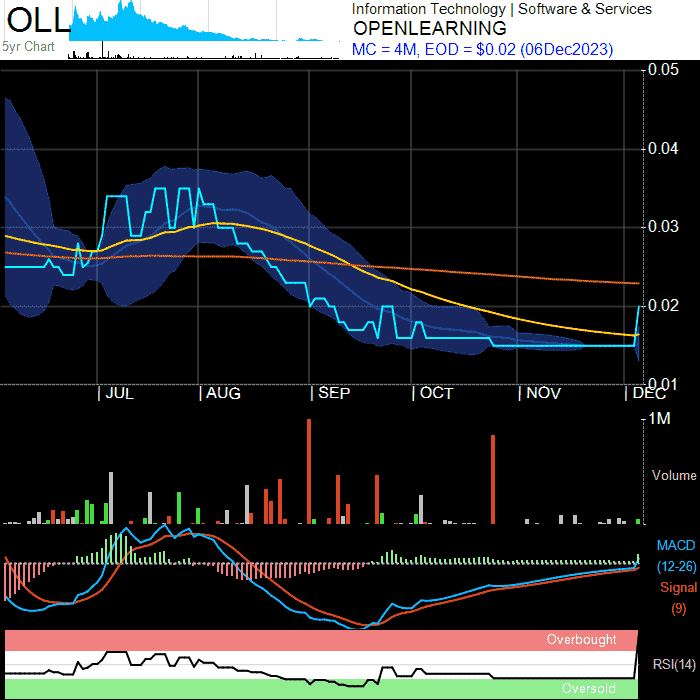 OLL
5yr Chart
Information Technology | Software & Services
OPENLEARNING
MC = 4M, EOD = $0.02 (06Dec2023)
0.05
0.04
0.03
0.02
0.01
| JUL | AUG | SEP | OCT | NOV | DEC
1M
Volume
MACD
(12-26)
Signal
(9)
Overbought
RSI(14)
Oversold